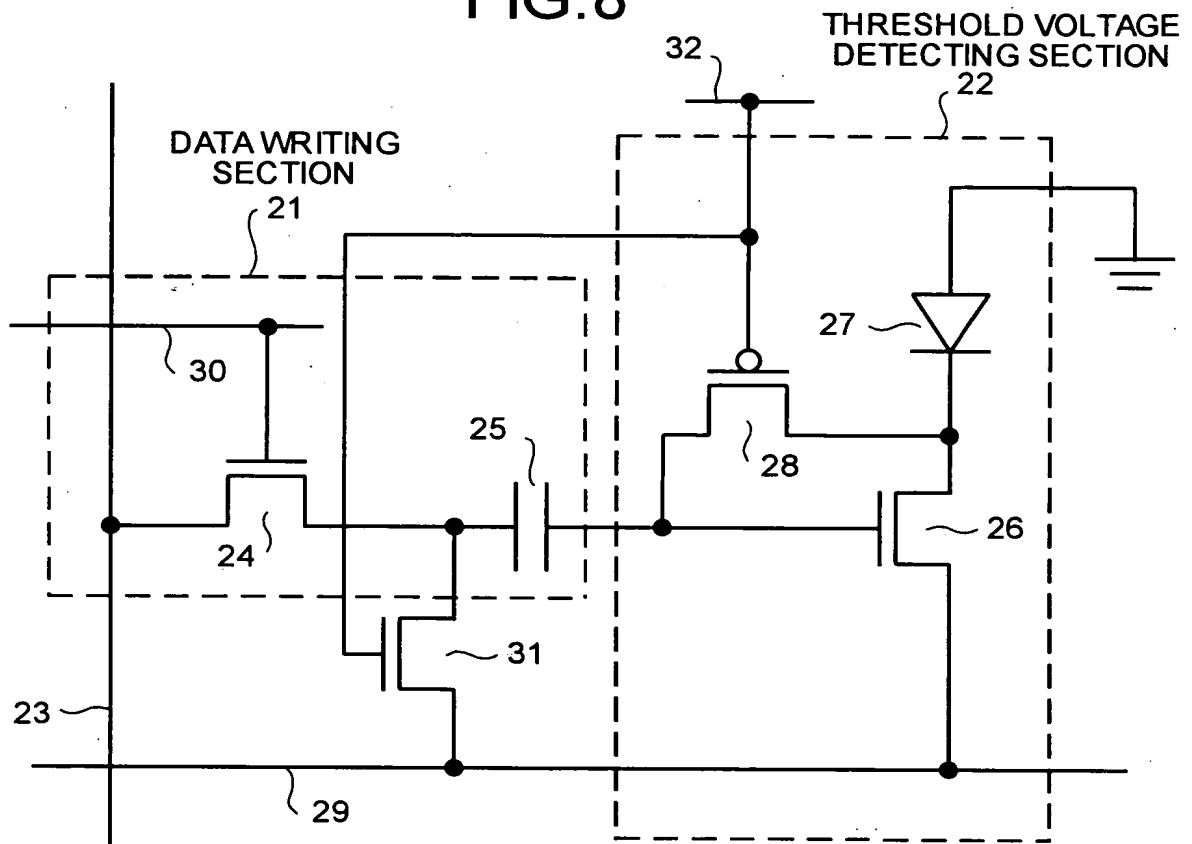 FIG.8
THRESHOLD VOLTAGE
DETECTING SECTION
22
32
DATA WRITING
SECTION
21
27
30
25
28
24
26
31
23
29